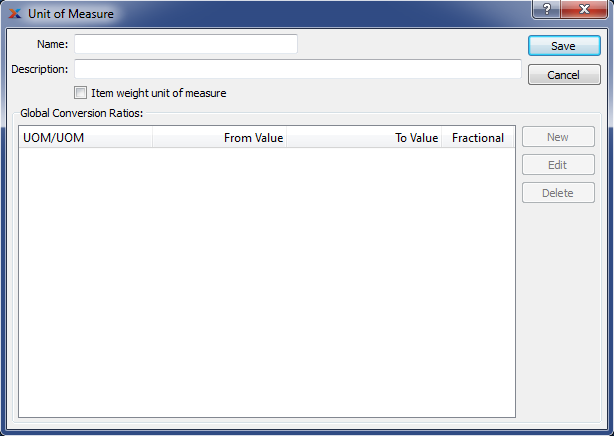 Unit of Measure
?
Name:
Save
Description:
Cancel
Item weight unit of measure
Global Conversion Ratios:
UOM/UOM From Value To Value Fractional
New
Edit
Delete